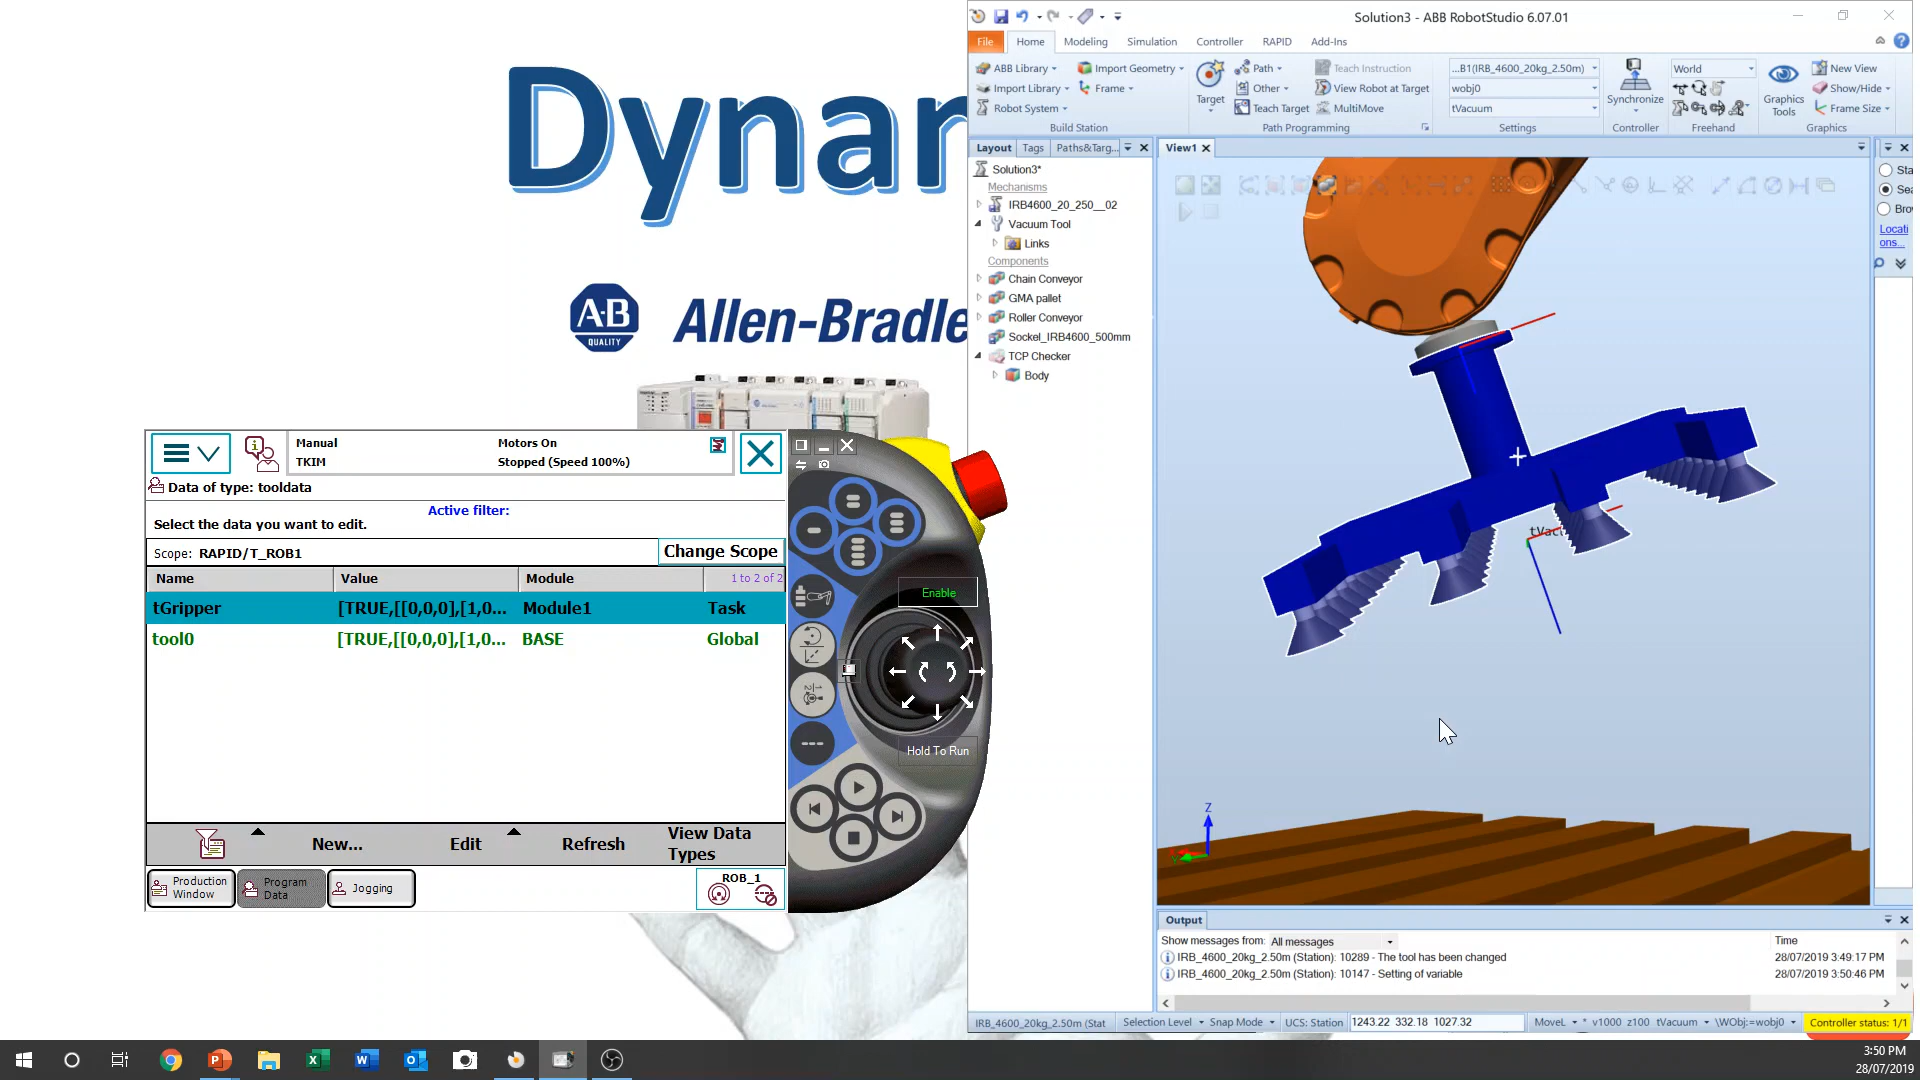 Dynar
A·B
QUALITY
Allen-Bradle
Manual
TKIM
Motors On
Stopped (Speed 100%)
Data of type: tooldata
Active filter:
Select the data you want to edit.
Scope: RAPID/T_ROB1
Change Scope
Name Value Module 1 to 2 of 2
tGripper [TRUE,[[0,0,0],[1,0... Module1 Task
tool0 [TRUE,[[0,0,0],[1,0... BASE Global
New... Edit Refresh View Data Types
Production Window
Program Data
Jogging
ROB_1
Enable
Hold To Run
Solution3 - ABB RobotStudio 6.07.01
File Home Modeling Simulation Controller RAPID Add-Ins
ABB Library
Import Library
Robot System
Import Geometry
Frame
Build Station
Target
Path
Other
Teach Target
Teach Instruction
View Robot at Target
MultiMove
Path Programming
...B1(IRB_4600_20kg_2.50m)
wobj0
tVacuum
Settings
Synchronize
Controller
World
Freehand
Graphics Tools
New View
Show/Hide
Frame Size
Graphics
Layout Tags Paths&Targ...
Solution3*
Mechanisms
IRB4600_20_250__02
Vacuum Tool
Links
Components
Chain Conveyor
GMA pallet
Roller Conveyor
Sockel_IRB4600_500mm
TCP Checker
Body
View1
tVac
Z
Sta
Sea
Bro
Locati
ons...
Output
Show messages from: All messages Time
IRB_4600_20kg_2.50m (Station): 10289 - The tool has been changed 28/07/2019 3:49:17 PM
IRB_4600_20kg_2.50m (Station): 10147 - Setting of variable 28/07/2019 3:50:46 PM
IRB_4600_20kg_2.50m (Stat Selection Level Snap Mode UCS: Station 1243.22 332.18 1027.32 MoveL * v1000 z100 tVacuum \WObj:=wobj0 Controller status: 1/1
3:50 PM
28/07/2019